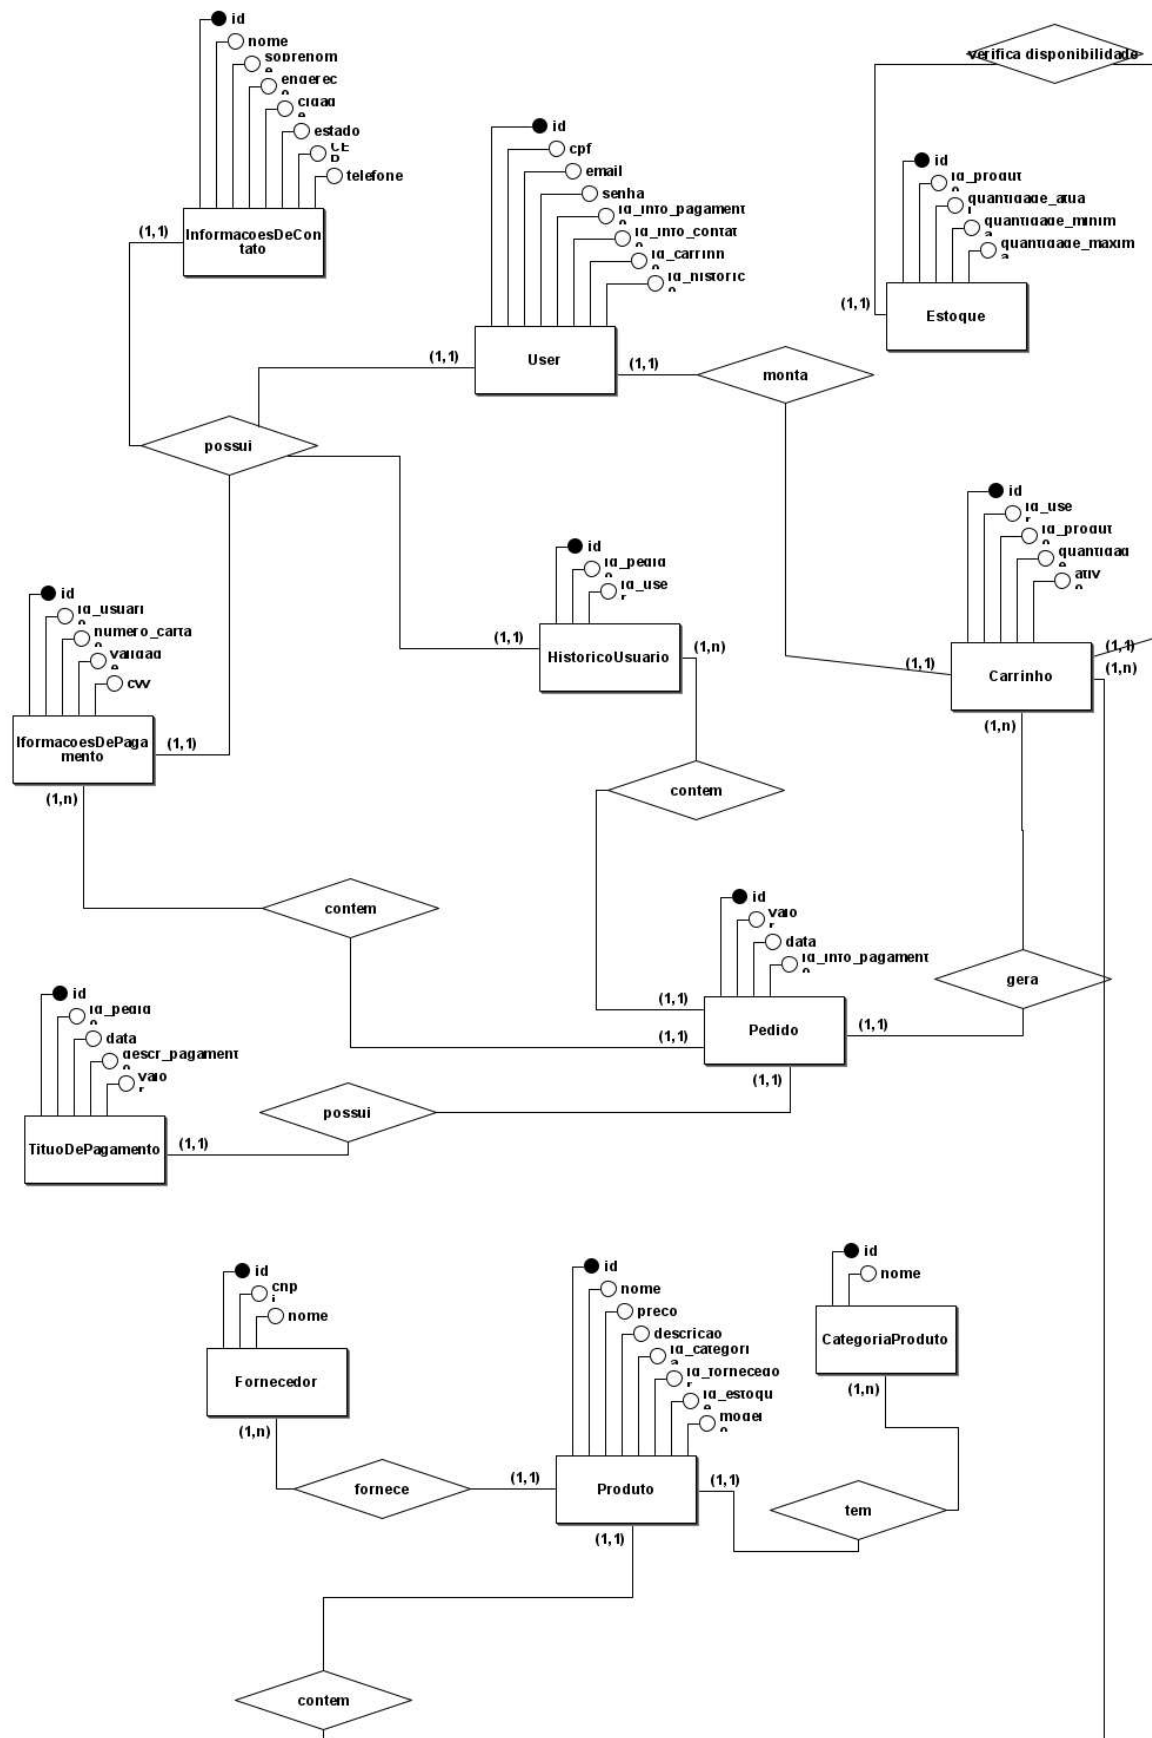 id
nome
sobrenom
e
enderec
o
cidad
e
estado
CE
P
telefone
(1,1)
InformacoesDeCon
tato
verifica disponibilidade
id
cpf
email
senha
id_info_pagament
o
id_info_contat
o
id_carrinh
o
id_historic
o
(1,1)
User
(1,1)
id
id_produt
o
quantidade_atua
l
quantidade_minim
a
quantidade_maxim
a
(1,1)
Estoque
monta
possui
id
id_pedid
o
id_use
r
(1,1)
HistoricoUsuario
(1,n)
id
id_use
r
id_produt
o
quantidad
e
ativ
o
(1,1)
Carrinho
(1,1)
(1,n)
(1,n)
id
id_usuari
o
numero_carta
o
validad
e
cvv
IformacoesDePaga
mento
(1,1)
(1,n)
contem
contem
id
valo
r
data
id_info_pagament
o
(1,1)
(1,1)
Pedido
(1,1)
(1,1)
gera
id
id_pedid
o
data
descr_pagament
o
valo
r
TituoDePagamento
(1,1)
possui
id
cnp
j
nome
Fornecedor
(1,n)
fornece
id
nome
preco
descricao
id_categori
a
id_fornecedo
r
id_estoqu
e
model
o
(1,1)
Produto
(1,1)
(1,1)
id
nome
CategoriaProduto
(1,n)
tem
contem